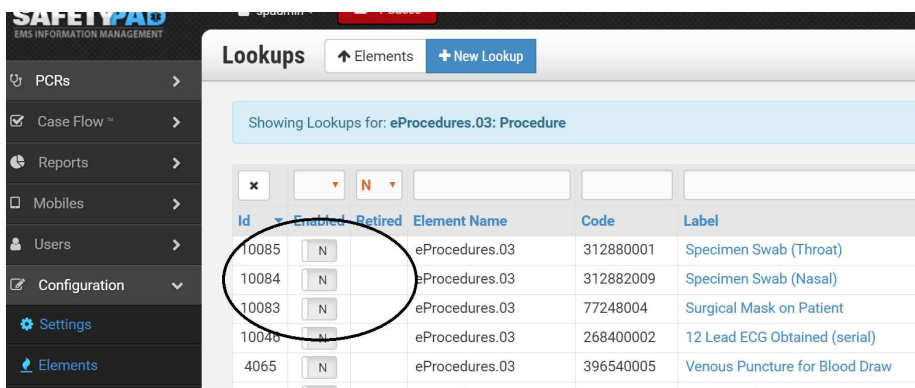 SAFETYPAD
EMS INFORMATION MANAGEMENT
spadmin
Lookups
Elements
New Lookup
PCRs
Case Flow ™
Reports
Mobiles
Users
Configuration
Settings
Elements
Showing Lookups for: eProcedures.03: Procedure
N
Id Enabled Retired Element Name Code Label
10085 N eProcedures.03 312880001 Specimen Swab (Throat)
10084 N eProcedures.03 312882009 Specimen Swab (Nasal)
10083 N eProcedures.03 77248004 Surgical Mask on Patient
10046 N eProcedures.03 268400002 12 Lead ECG Obtained (serial)
4065 N eProcedures.03 396540005 Venous Puncture for Blood Draw